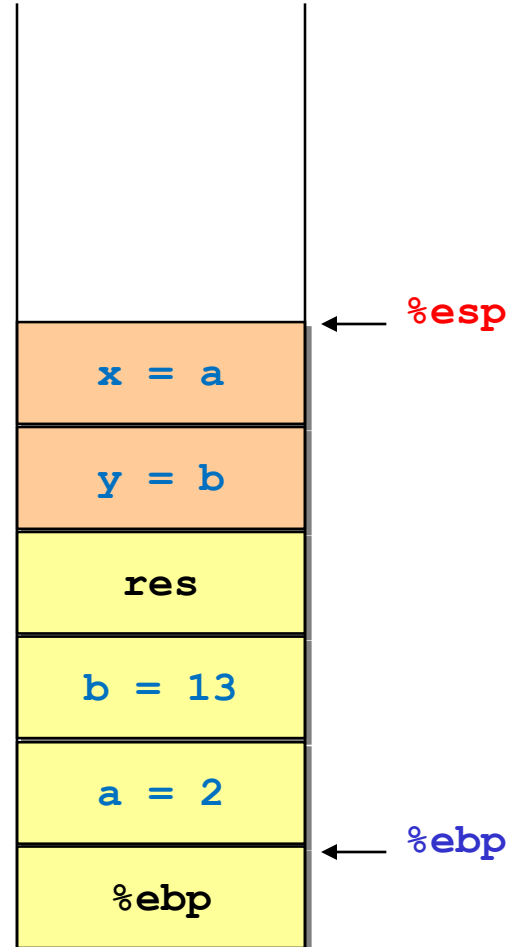 %esp
x = a
y = b
res
b = 13
a = 2
%ebp
%ebp